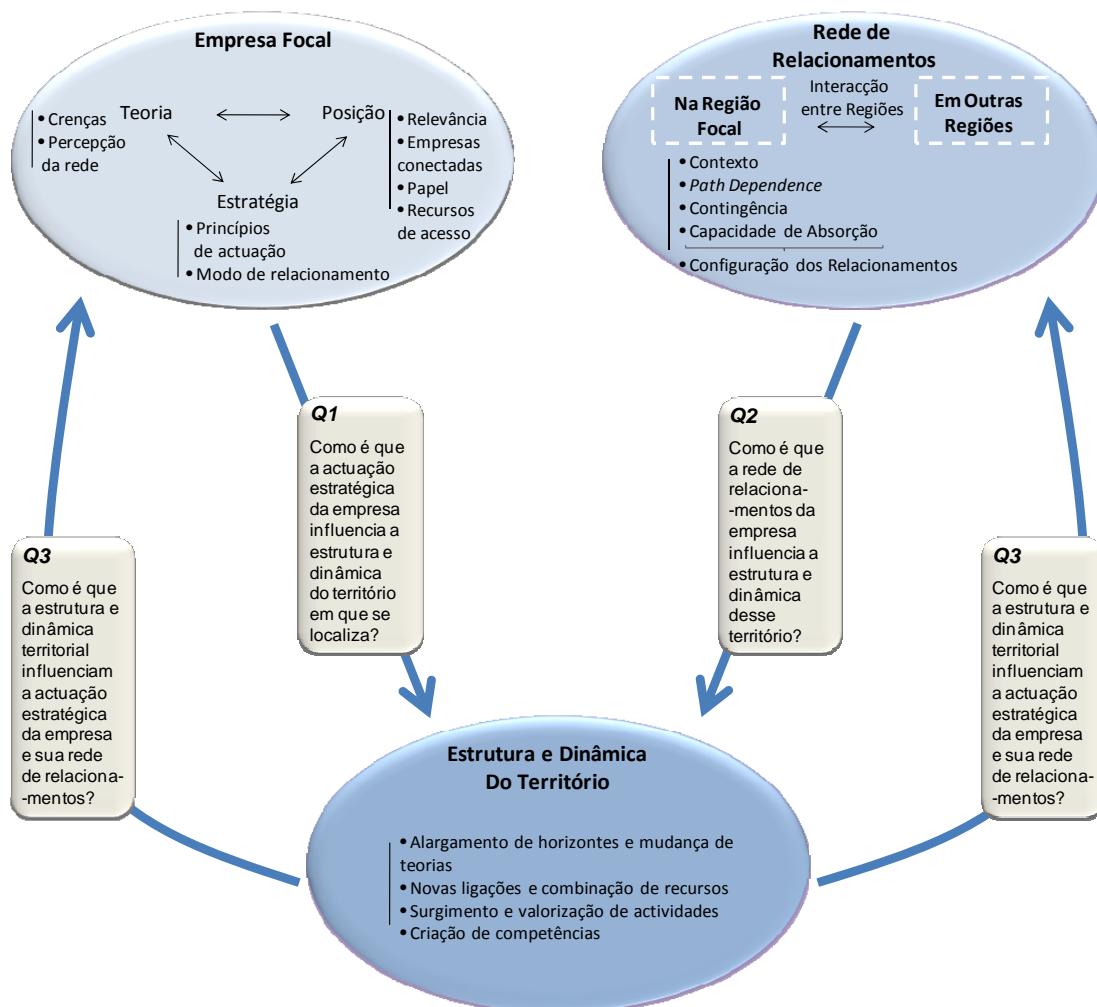 Empresa Focal
Teoria
Posição
• Crenças
• Percepção
da rede
• Relevância
• Empresas
conectadas
• Papel
• Recursos
de acesso
Estratégia
• Princípios
de actuação
• Modo de relacionamento
Rede de
Relacionamentos
Na Região
Focal
Interacção
entre Regiões
Em Outras
Regiões
• Contexto
• Path Dependence
• Contingência
• Capacidade de Absorção
• Configuração dos Relacionamentos
Q1
Como é que
a actuação
estratégica
da empresa
influencia a
estrutura e
dinâmica
do território
em que se
localiza?
Q2
Como é que
a rede de
relaciona-
-mentos da
empresa
influencia a
estrutura e
dinâmica
desse
território?
Q3
Como é que
a estrutura e
dinâmica
territorial
influenciam
a actuação
estratégica
da empresa
e sua rede
de relaciona-
-mentos?
Q3
Como é que
a estrutura e
dinâmica
territorial
influenciam
a actuação
estratégica
da empresa
e sua rede
de relaciona-
-mentos?
Estrutura e Dinâmica
Do Território
• Alargamento de horizontes e mudança de
teorias
• Novas ligações e combinação de recursos
• Surgimento e valorização de actividades
• Criação de competências